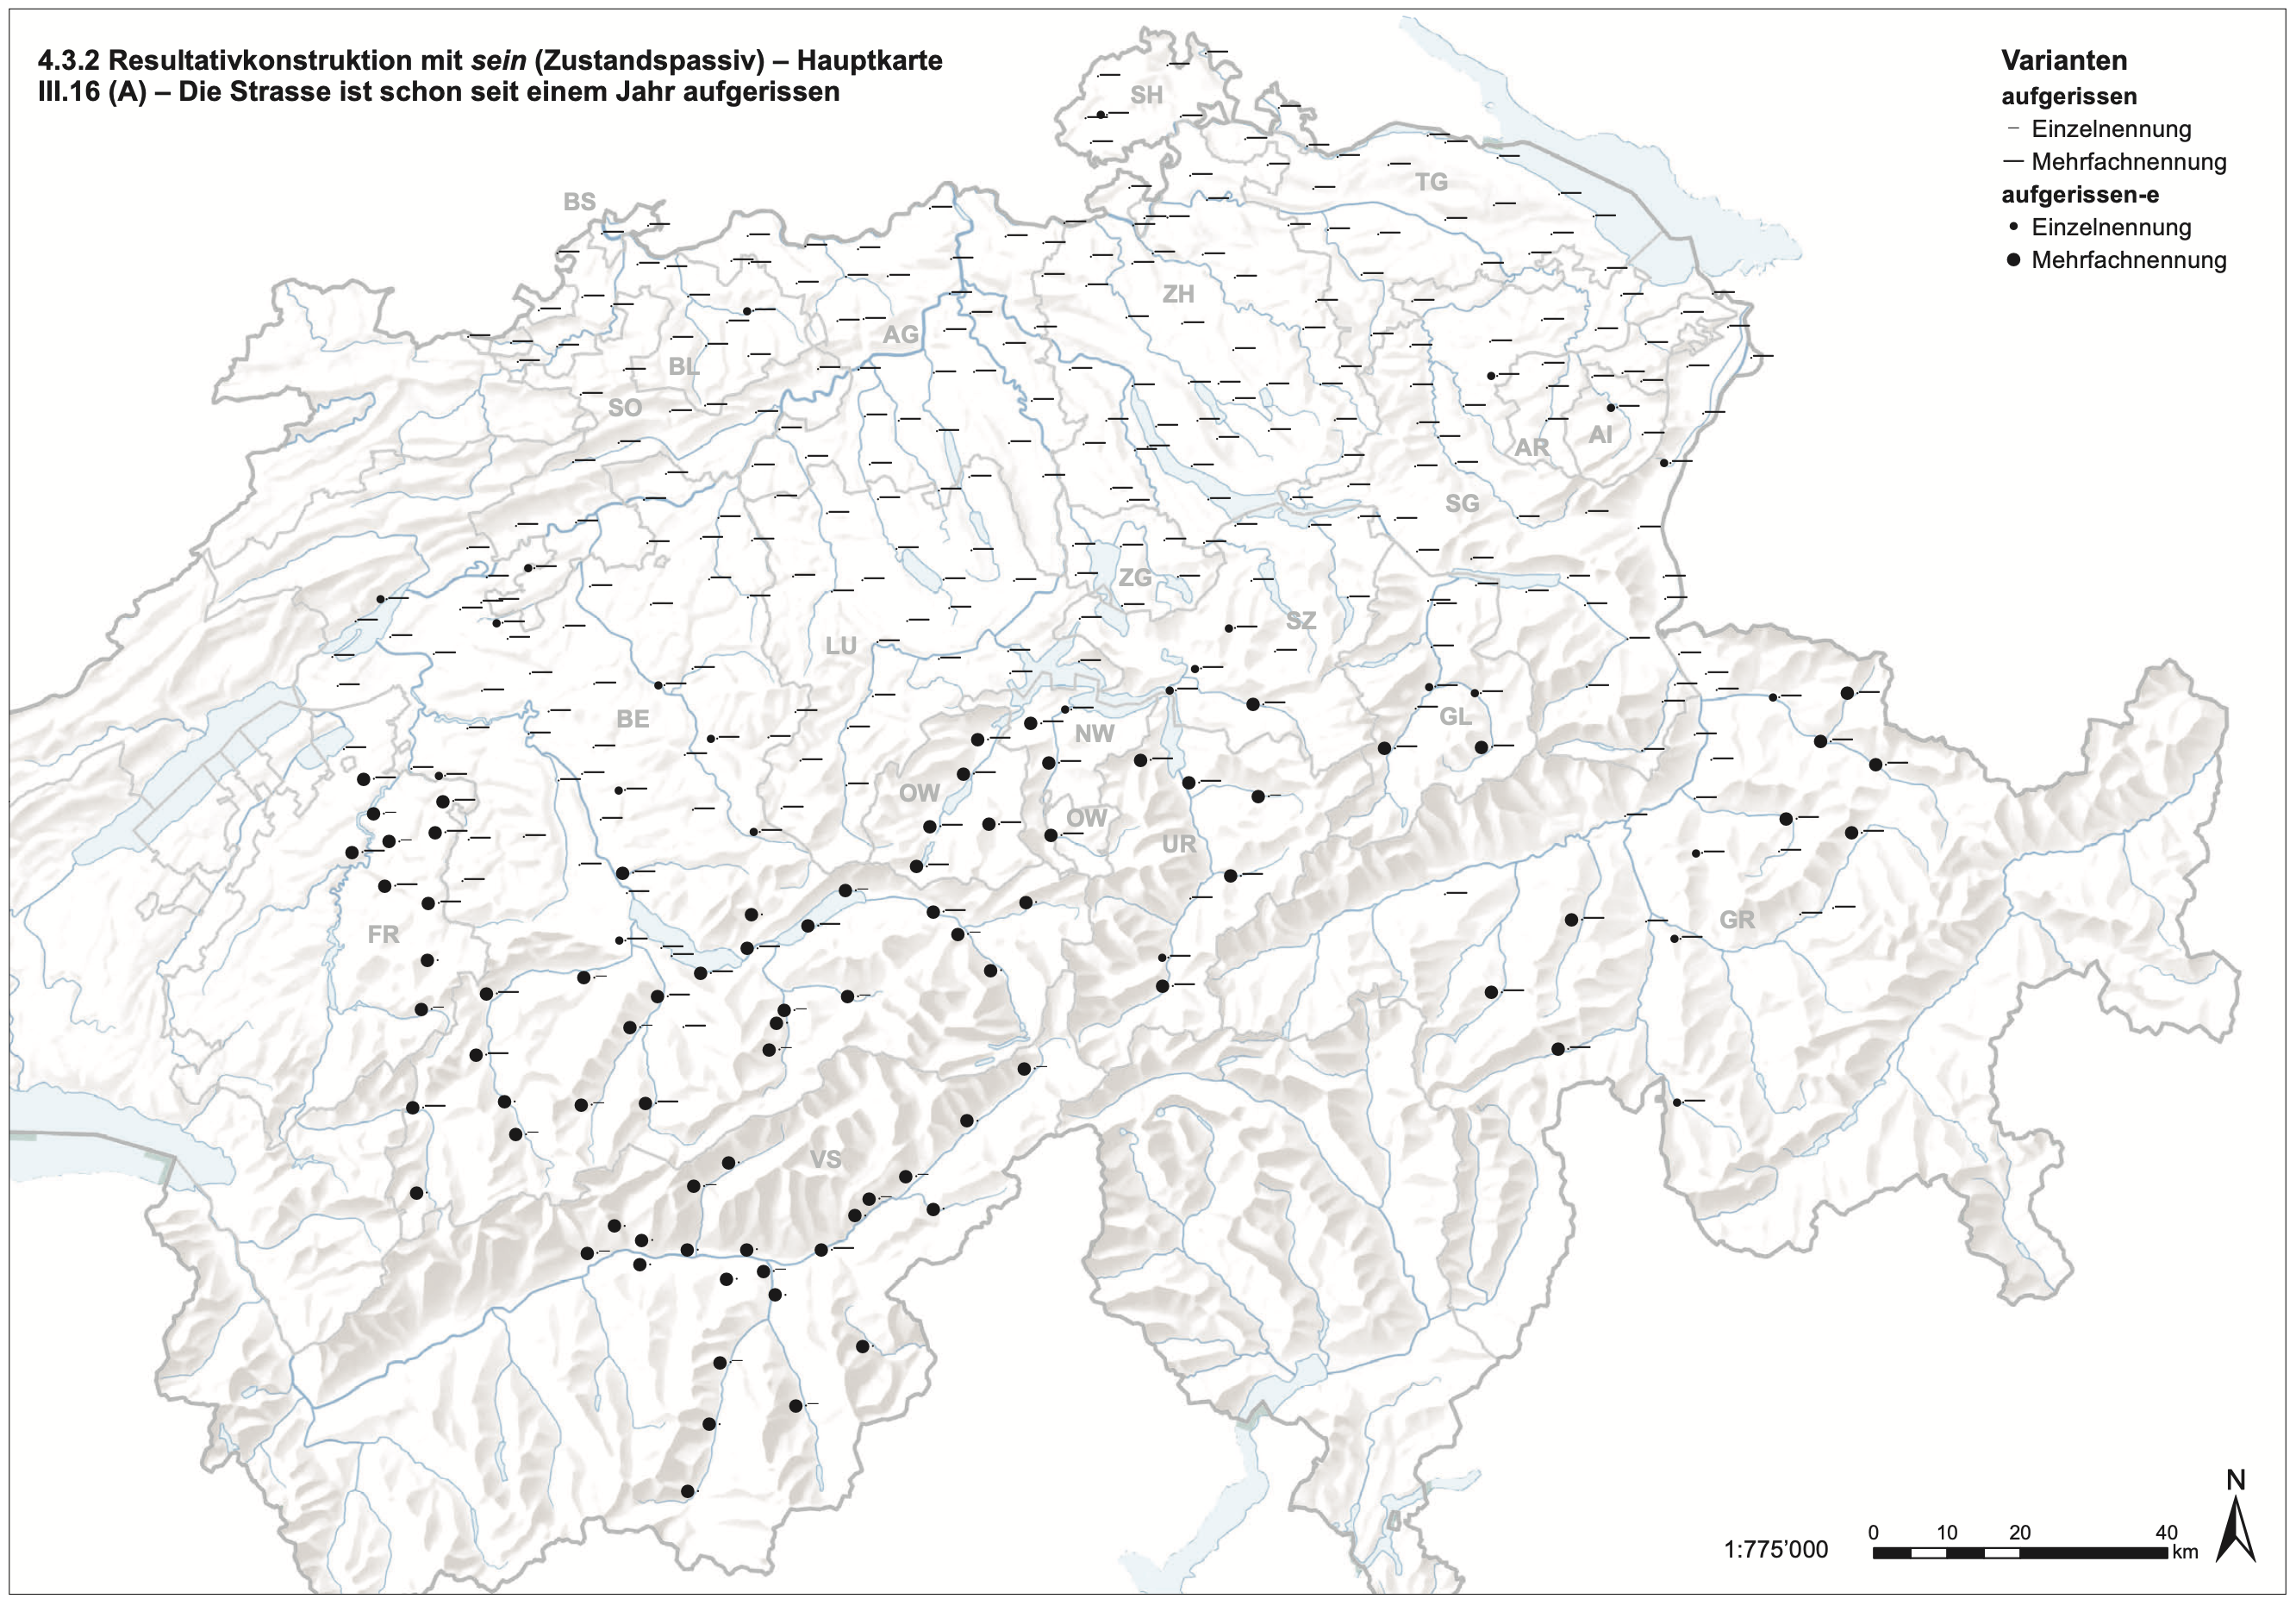 4.3.2 Resultativkonstruktion mit sein (Zustandspassiv) – Hauptkarte
III.16 (A) – Die Strasse ist schon seit einem Jahr aufgerissen
Varianten
aufgerissen
Einzelnennung
Mehrfachnennung
aufgerissen-e
Einzelnennung
Mehrfachnennung
SH
TG
BS
ZH
AG
BL
SO
AR
AI
SG
ZG
SZ
LU
BE
NW
GL
OW
OW
UR
FR
GR
VS
N
1:775’000
0 10 20 40
km